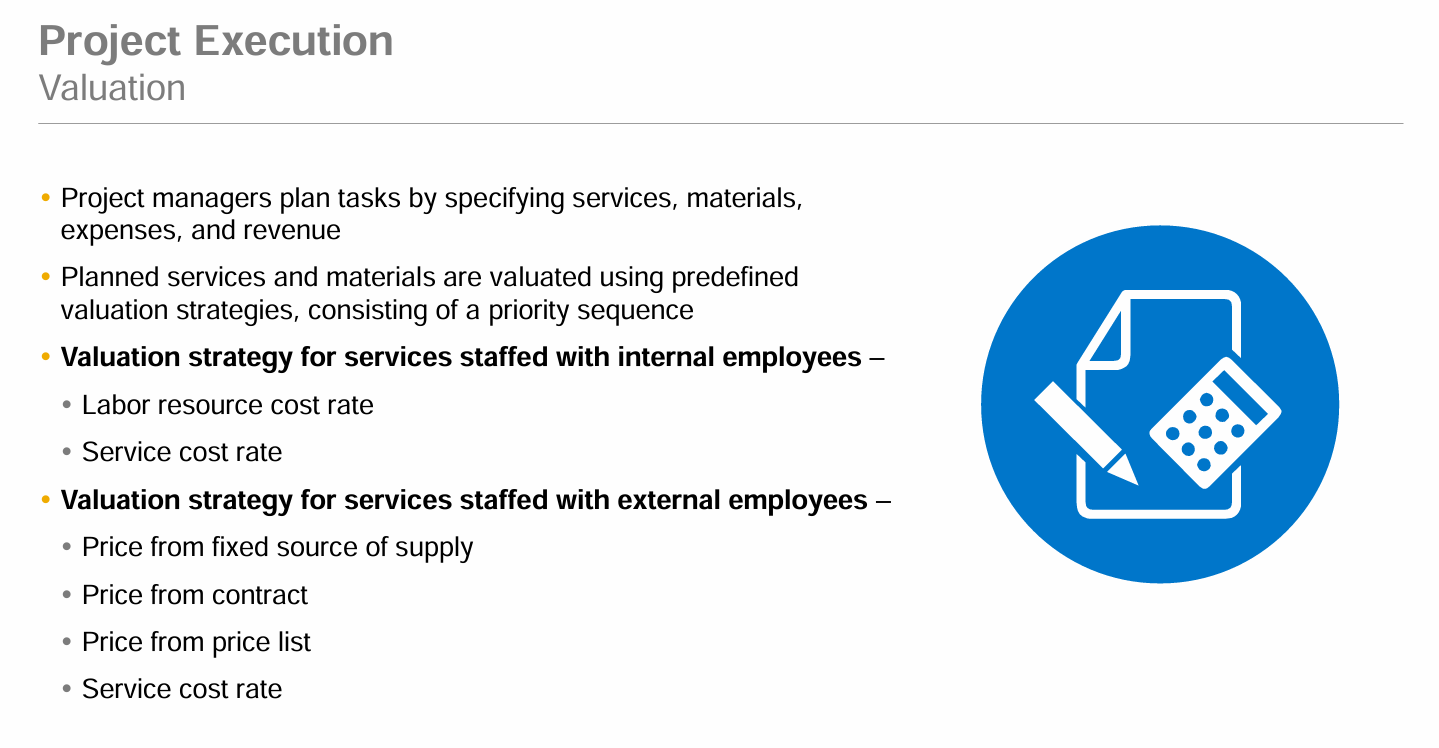 Project Execution
Valuation
• Project managers plan tasks by specifying services, materials,
expenses, and revenue
• Planned services and materials are valuated using predefined
valuation strategies, consisting of a priority sequence
• Valuation strategy for services staffed with internal employees –
• Labor resource cost rate
• Service cost rate
• Valuation strategy for services staffed with external employees –
• Price from fixed source of supply
• Price from contract
• Price from price list
• Service cost rate